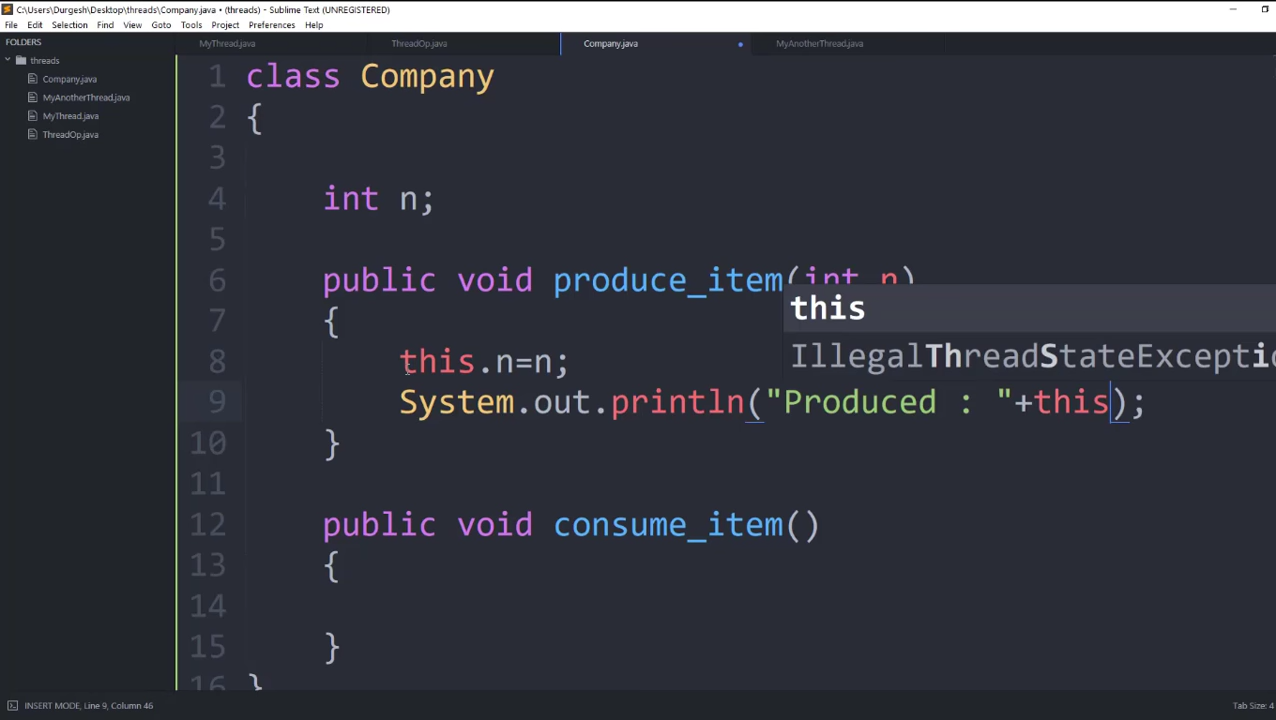 C:\Users\Durgesh\Desktop\threads\Company.java • (threads) - Sublime Text (UNREGISTERED)
File Edit Selection Find View Goto Tools Project Preferences Help
FOLDERS
threads
Company.java
MyAnotherThread.java
MyThread.java
ThreadOp.java
MyThread.java ThreadOp.java Company.java MyAnotherThread.java
1 class Company
2 {
3
4 int n;
5
6 public void produce_item(int n)
7 {
this
8 this.n=n;
IllegalThreadStateExceptio
9 System.out.println("Produced : "+this);
10 }
11
12 public void consume_item()
13 {
14
15 }
16 }
INSERT MODE, Line 9, Column 46
Tab Size: 4